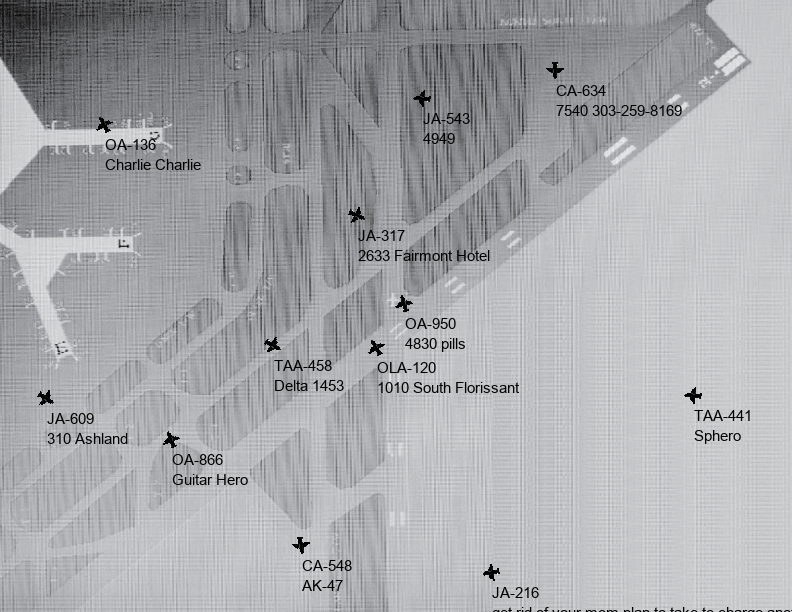 CA-634
7540 303-259-8169
JA-543
4949
OA-136
Charlie Charlie
JA-317
2633 Fairmont Hotel
OA-950
4830 pills
TAA-458
Delta 1453
OLA-120
1010 South Florissant
JA-609
310 Ashland
TAA-441
Sphero
OA-866
Guitar Hero
CA-548
AK-47
JA-216
get rid of your mom plan to take to charge and